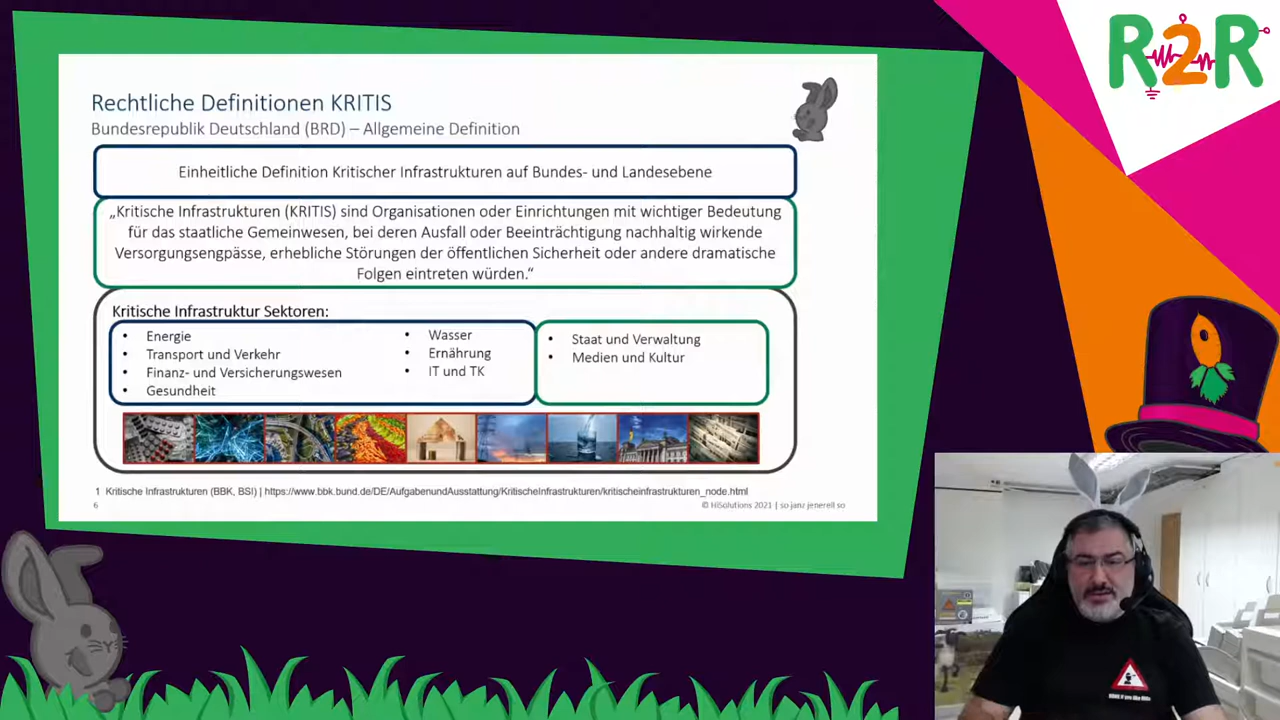 R2R
Rechtliche Definitionen KRITIS
Bundesrepublik Deutschland (BRD) – Allgemeine Definition
Einheitliche Definition Kritischer Infrastrukturen auf Bundes- und Landesebene
„Kritische Infrastrukturen (KRITIS) sind Organisationen oder Einrichtungen mit wichtiger Bedeutung
für das staatliche Gemeinwesen, bei deren Ausfall oder Beeinträchtigung nachhaltig wirkende
Versorgungsengpässe, erhebliche Störungen der öffentlichen Sicherheit oder andere dramatische
Folgen eintreten würden.“
Kritische Infrastruktur Sektoren:
• Energie
• Transport und Verkehr
• Finanz- und Versicherungswesen
• Gesundheit
• Wasser
• Ernährung
• IT und TK
• Staat und Verwaltung
• Medien und Kultur
1 Kritische Infrastrukturen (BBK, BSI) | https://www.bbk.bund.de/DE/AufgabenundAusstattung/KritischeInfrastrukturen/kritischeinfrastrukturen_node.html
6
© HiSolutions 2021 | so janz jenerell so